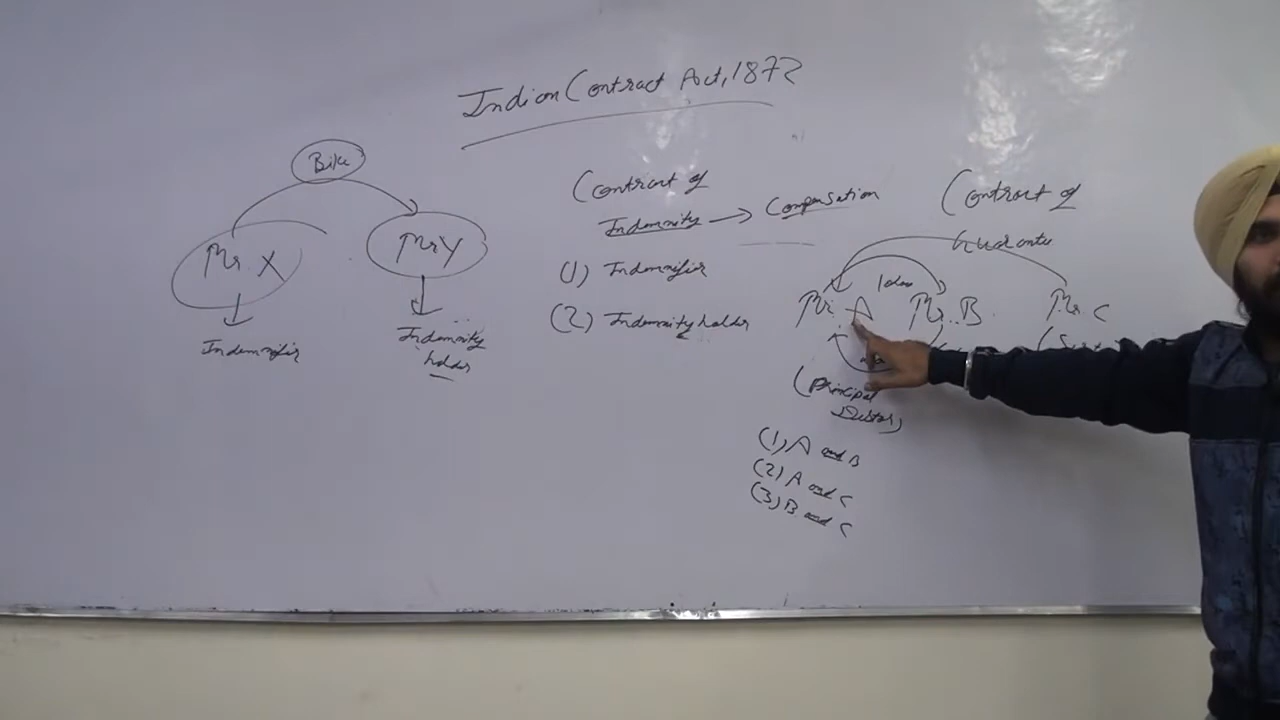 Indian Contract Act, 1872
Bike
Mr X
Mr Y
Indemnifir
Indemnity
holder
Contract of
Indemnity → Compensation
(1) Indemnifier
(2) Indemnity holder
Contract of
Guarantee
Mr. A
Mr. B
Mr C
(Principal
Debtor)
(1) A and B
(2) A and C
(3) B and C